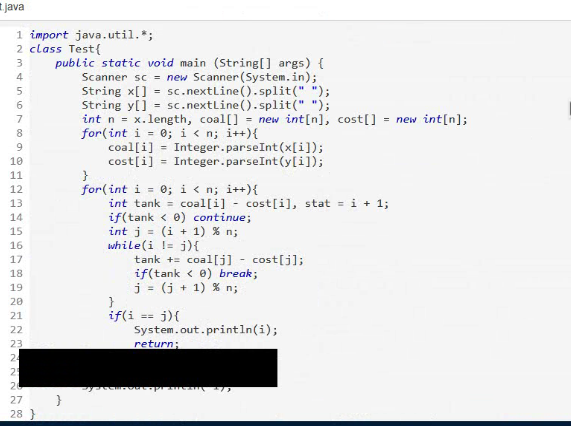 t java
1 import java.util.*;
2 class Test{
3 public static void main (String[] args) {
4 Scanner sc = new Scanner(System.in);
5 String x[] = sc.nextLine().split(" ");
6 String y[] = sc.nextLine().split(" ");
7 int n = x.length, coal[] = new int[n], cost[] = new int[n];
8 for(int i = 0; i < n; i++){
9 coal[i] = Integer.parseInt(x[i]);
10 cost[i] = Integer.parseInt(y[i]);
11 }
12 for(int i = 0; i < n; i++){
13 int tank = coal[i] - cost[i], stat = i + 1;
14 if(tank < 0) continue;
15 int j = (i + 1) % n;
16 while(i != j){
17 tank += coal[j] - cost[j];
18 if(tank < 0) break;
19 j = (j + 1) % n;
20 }
21 if(i == j){
22 System.out.println(i);
23 return;
27 }
28 }